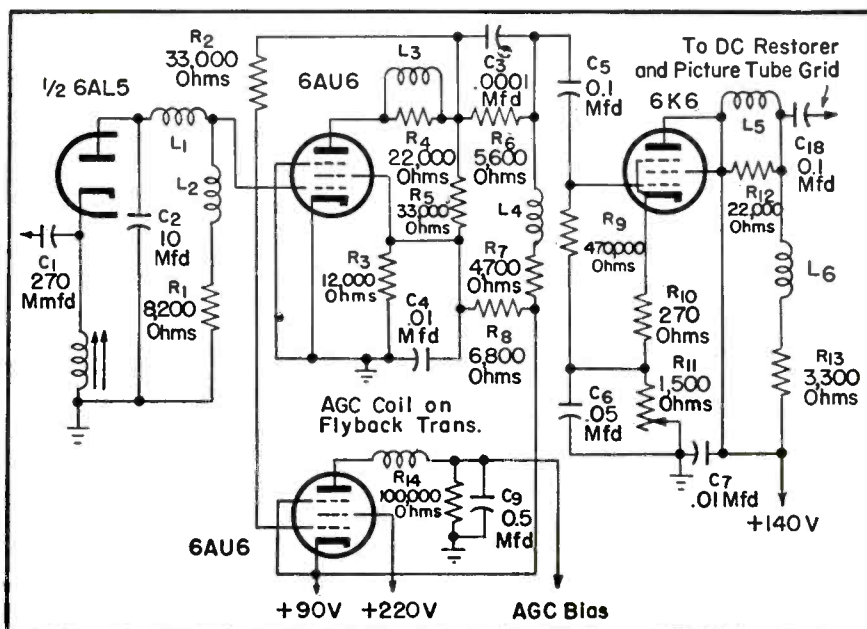 R2
33,000
Ohms
1/2 6AL5
L1
L2
C2
10
Mfd
C1
270
Mmfd
R1
8,200
Ohms
6AU6
L3
R4
22,000
Ohms
R5
33,000
Ohms
R3
12,000
Ohms
C4
.01
Mfd
C3
.0001
Mfd
R6
5,600
Ohms
L4
R7
4,700
Ohms
R8
6,800
Ohms
C5
0.1
Mfd
To DC Restorer
and Picture Tube Grid
6K6
L5
C18
0.1
Mfd
R12
22,000
Ohms
R9
470,000
Ohms
L6
R10
270
Ohms
R11
1,500
Ohms
R13
3,300
Ohms
C6
.05
Mfd
C7
.01 Mfd
+140V
AGC Coil on
Flyback Trans.
6AU6
R14
100,000
Ohms
C9
0.5
Mfd
+90V
+220V
AGC Bias